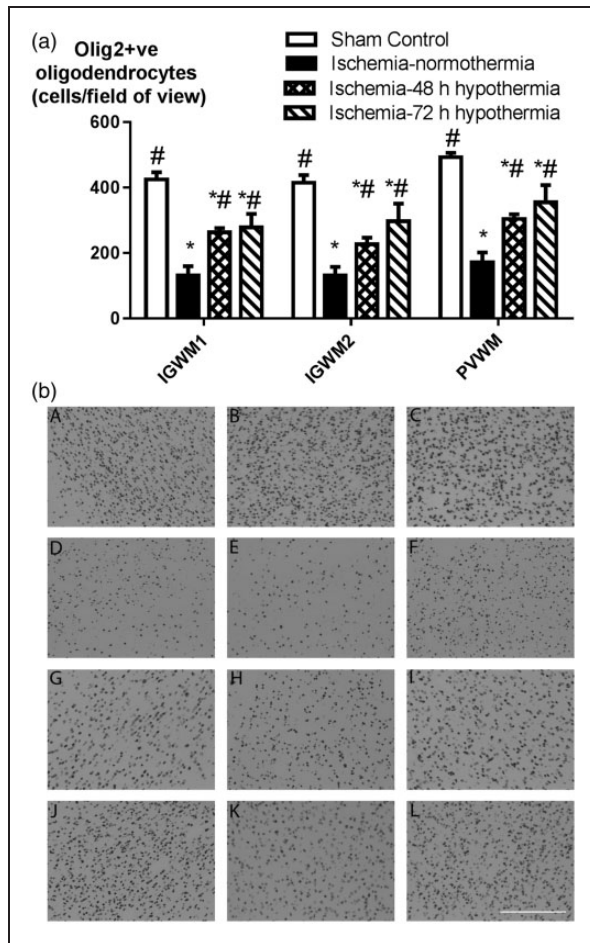 (a)
Olig2+ve
oligodendrocytes
(cells/field of view)
Sham Control
Ischemia-normothermia
Ischemia-48 h hypothermia
Ischemia-72 h hypothermia
600
400
200
0
#
*
*#
*#
#
*
*#
*#
#
*
*#
*#
IGWM1
IGWM2
PVWM
(b)
A
B
C
D
E
F
G
H
I
J
K
L